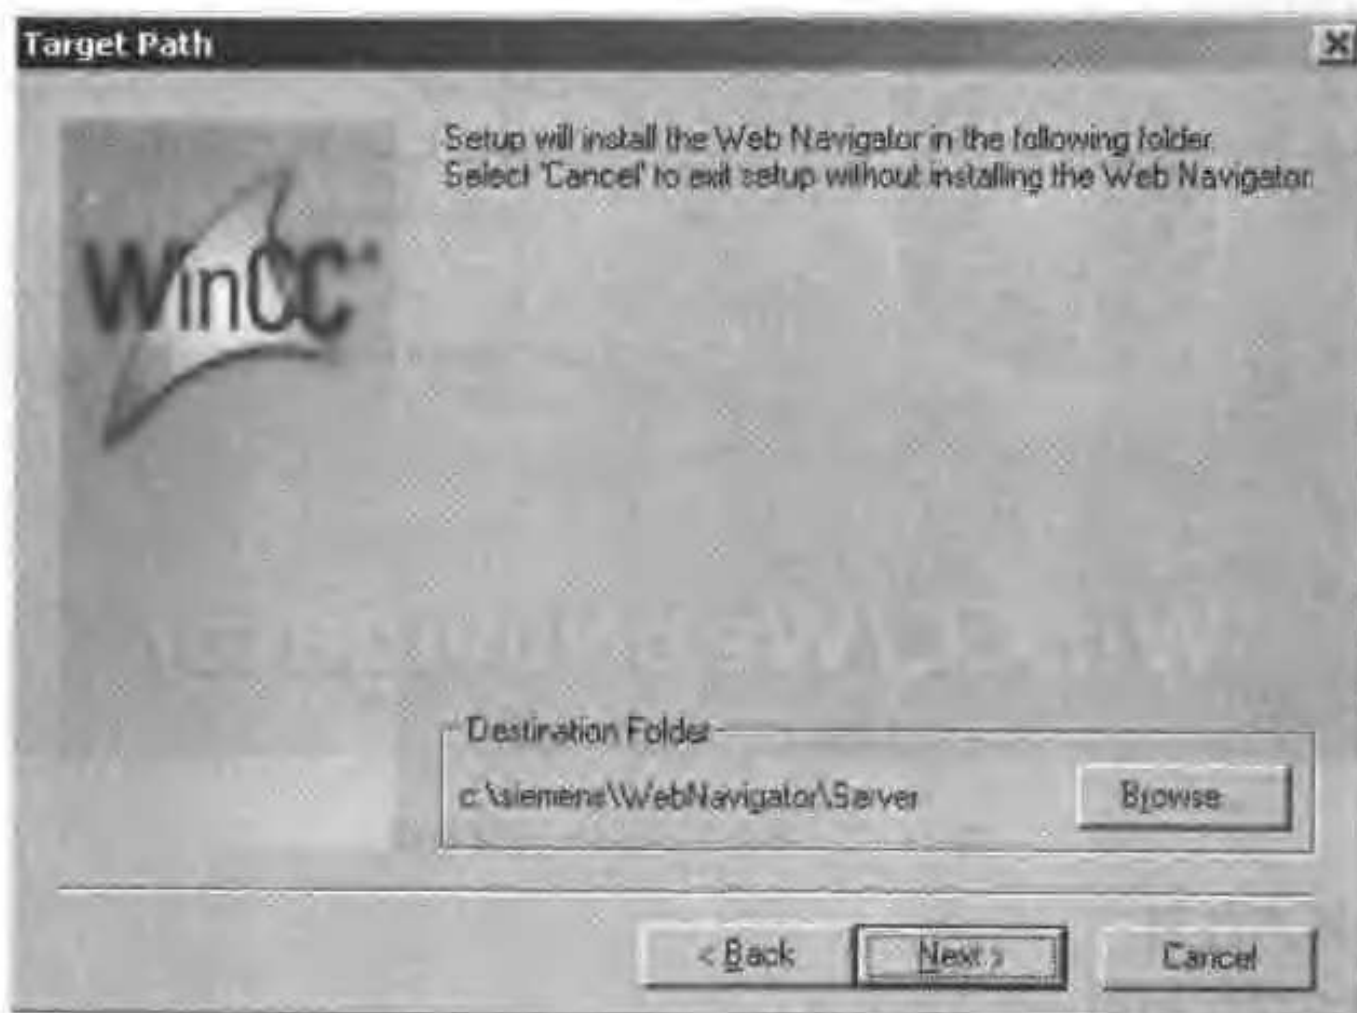 Target Path
Setup will install the Web Navigator in the following folder.
Select 'Cancel' to exit setup without installing the Web Navigator.
WinCC
Destination Folder
c:\siemens\WebNavigator\Server
Browse...
< Back
Next >
Cancel